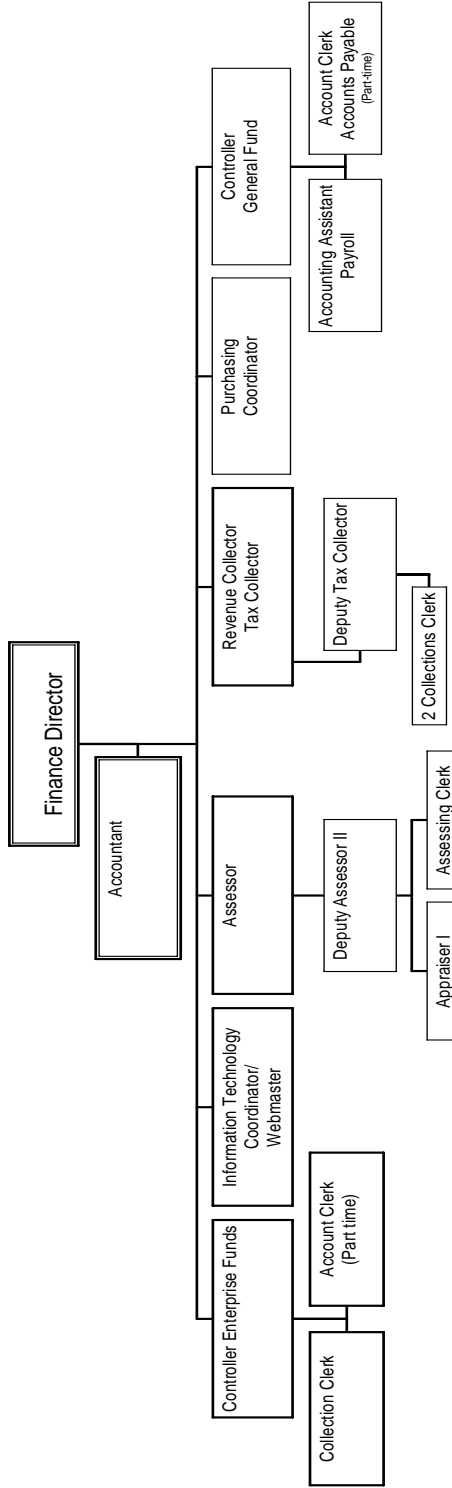 Finance Director
Accountant
Controller Enterprise Funds
Information Technology
Coordinator/
Webmaster
Assessor
Revenue Collector
Tax Collector
Purchasing
Coordinator
Controller
General Fund
Collection Clerk
Account Clerk
(Part time)
Deputy Assessor II
Appraiser I
Assessing Clerk
Deputy Tax Collector
2 Collections Clerk
Accounting Assistant
Payroll
Account Clerk
Accounts Payable
(Part-time)